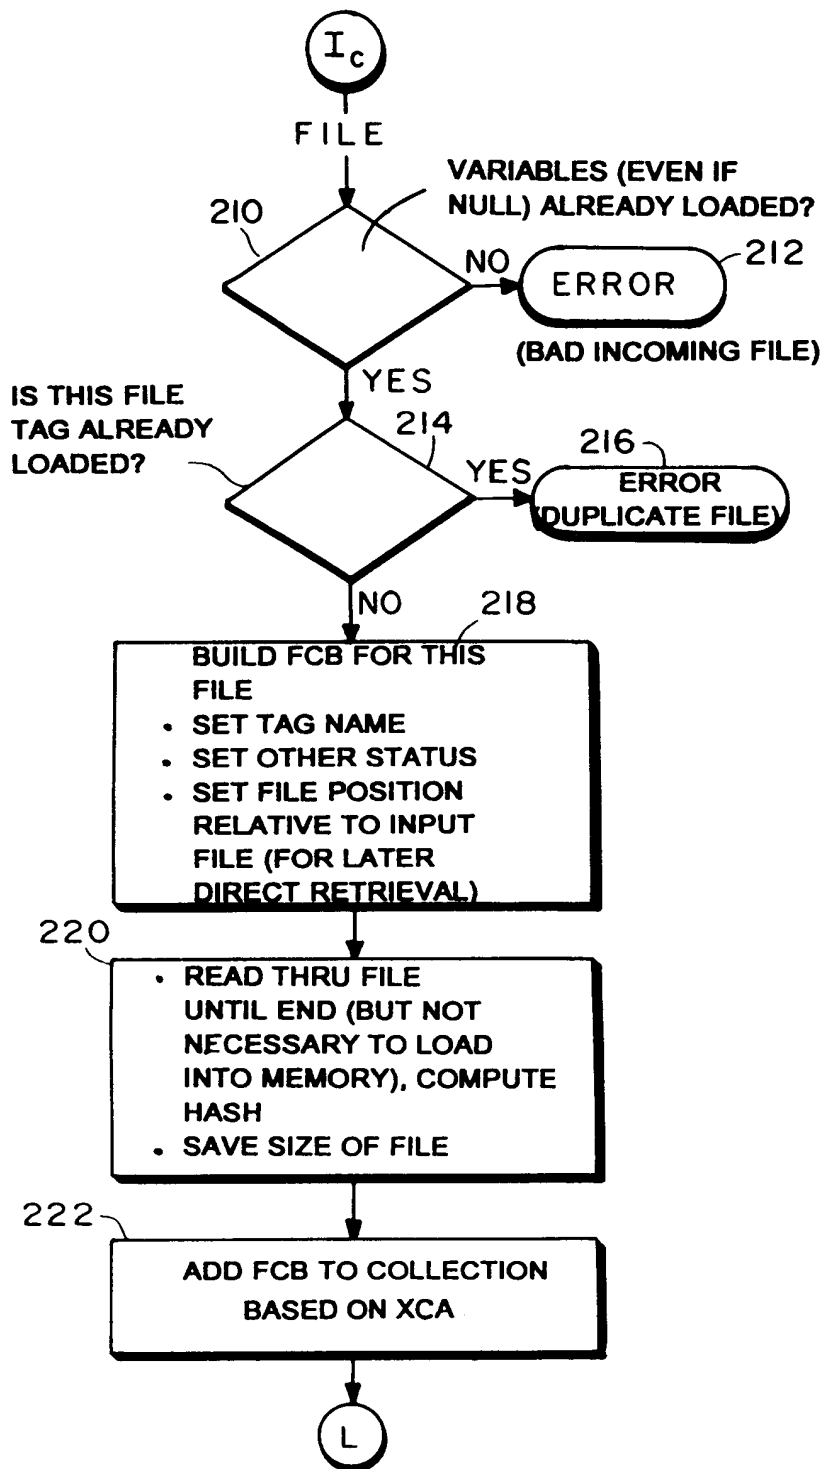 Ic
FILE
VARIABLES (EVEN IF
NULL) ALREADY LOADED?
210
NO
212
ERROR
(BAD INCOMING FILE)
YES
IS THIS FILE
TAG ALREADY
LOADED?
214
YES
216
ERROR
(DUPLICATE FILE)
NO
218
BUILD FCB FOR THIS
FILE
• SET TAG NAME
• SET OTHER STATUS
• SET FILE POSITION
RELATIVE TO INPUT
FILE (FOR LATER
DIRECT RETRIEVAL)
220
• READ THRU FILE
UNTIL END (BUT NOT
NECESSARY TO LOAD
INTO MEMORY), COMPUTE
HASH
• SAVE SIZE OF FILE
222
ADD FCB TO COLLECTION
BASED ON XCA
L